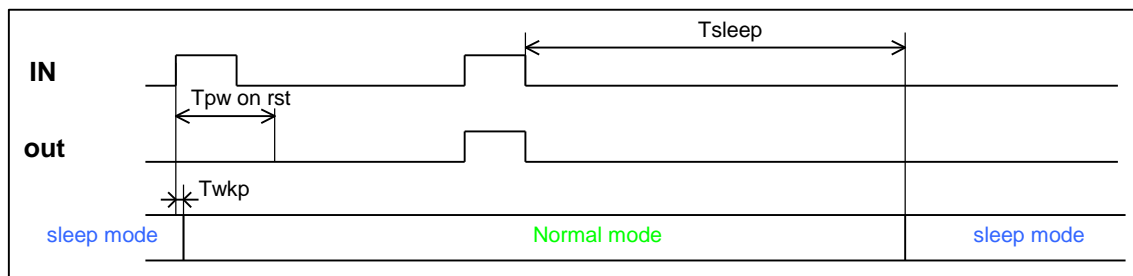 Tsleep
IN
Tpw on rst
out
Twkp
sleep mode
Normal mode
sleep mode